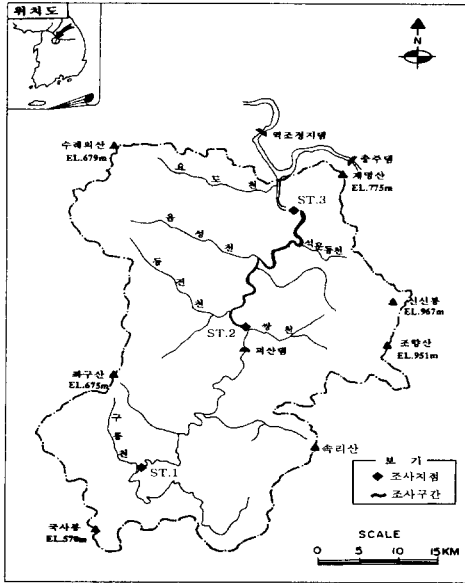 위치도
N
역조정지댐
수레의산
EL.679m
충주댐
계명산
EL.775m
요도천
ST.3
음성천
석운동천
동진천
신선봉
EL.967m
ST.2
쌍천
조항산
EL.951m
괴산댐
좌구산
EL.675m
구룡천
속리산
ST.1
보기
조사지점
조사구간
국사봉
EL.570m
SCALE
0 5 10 15KM